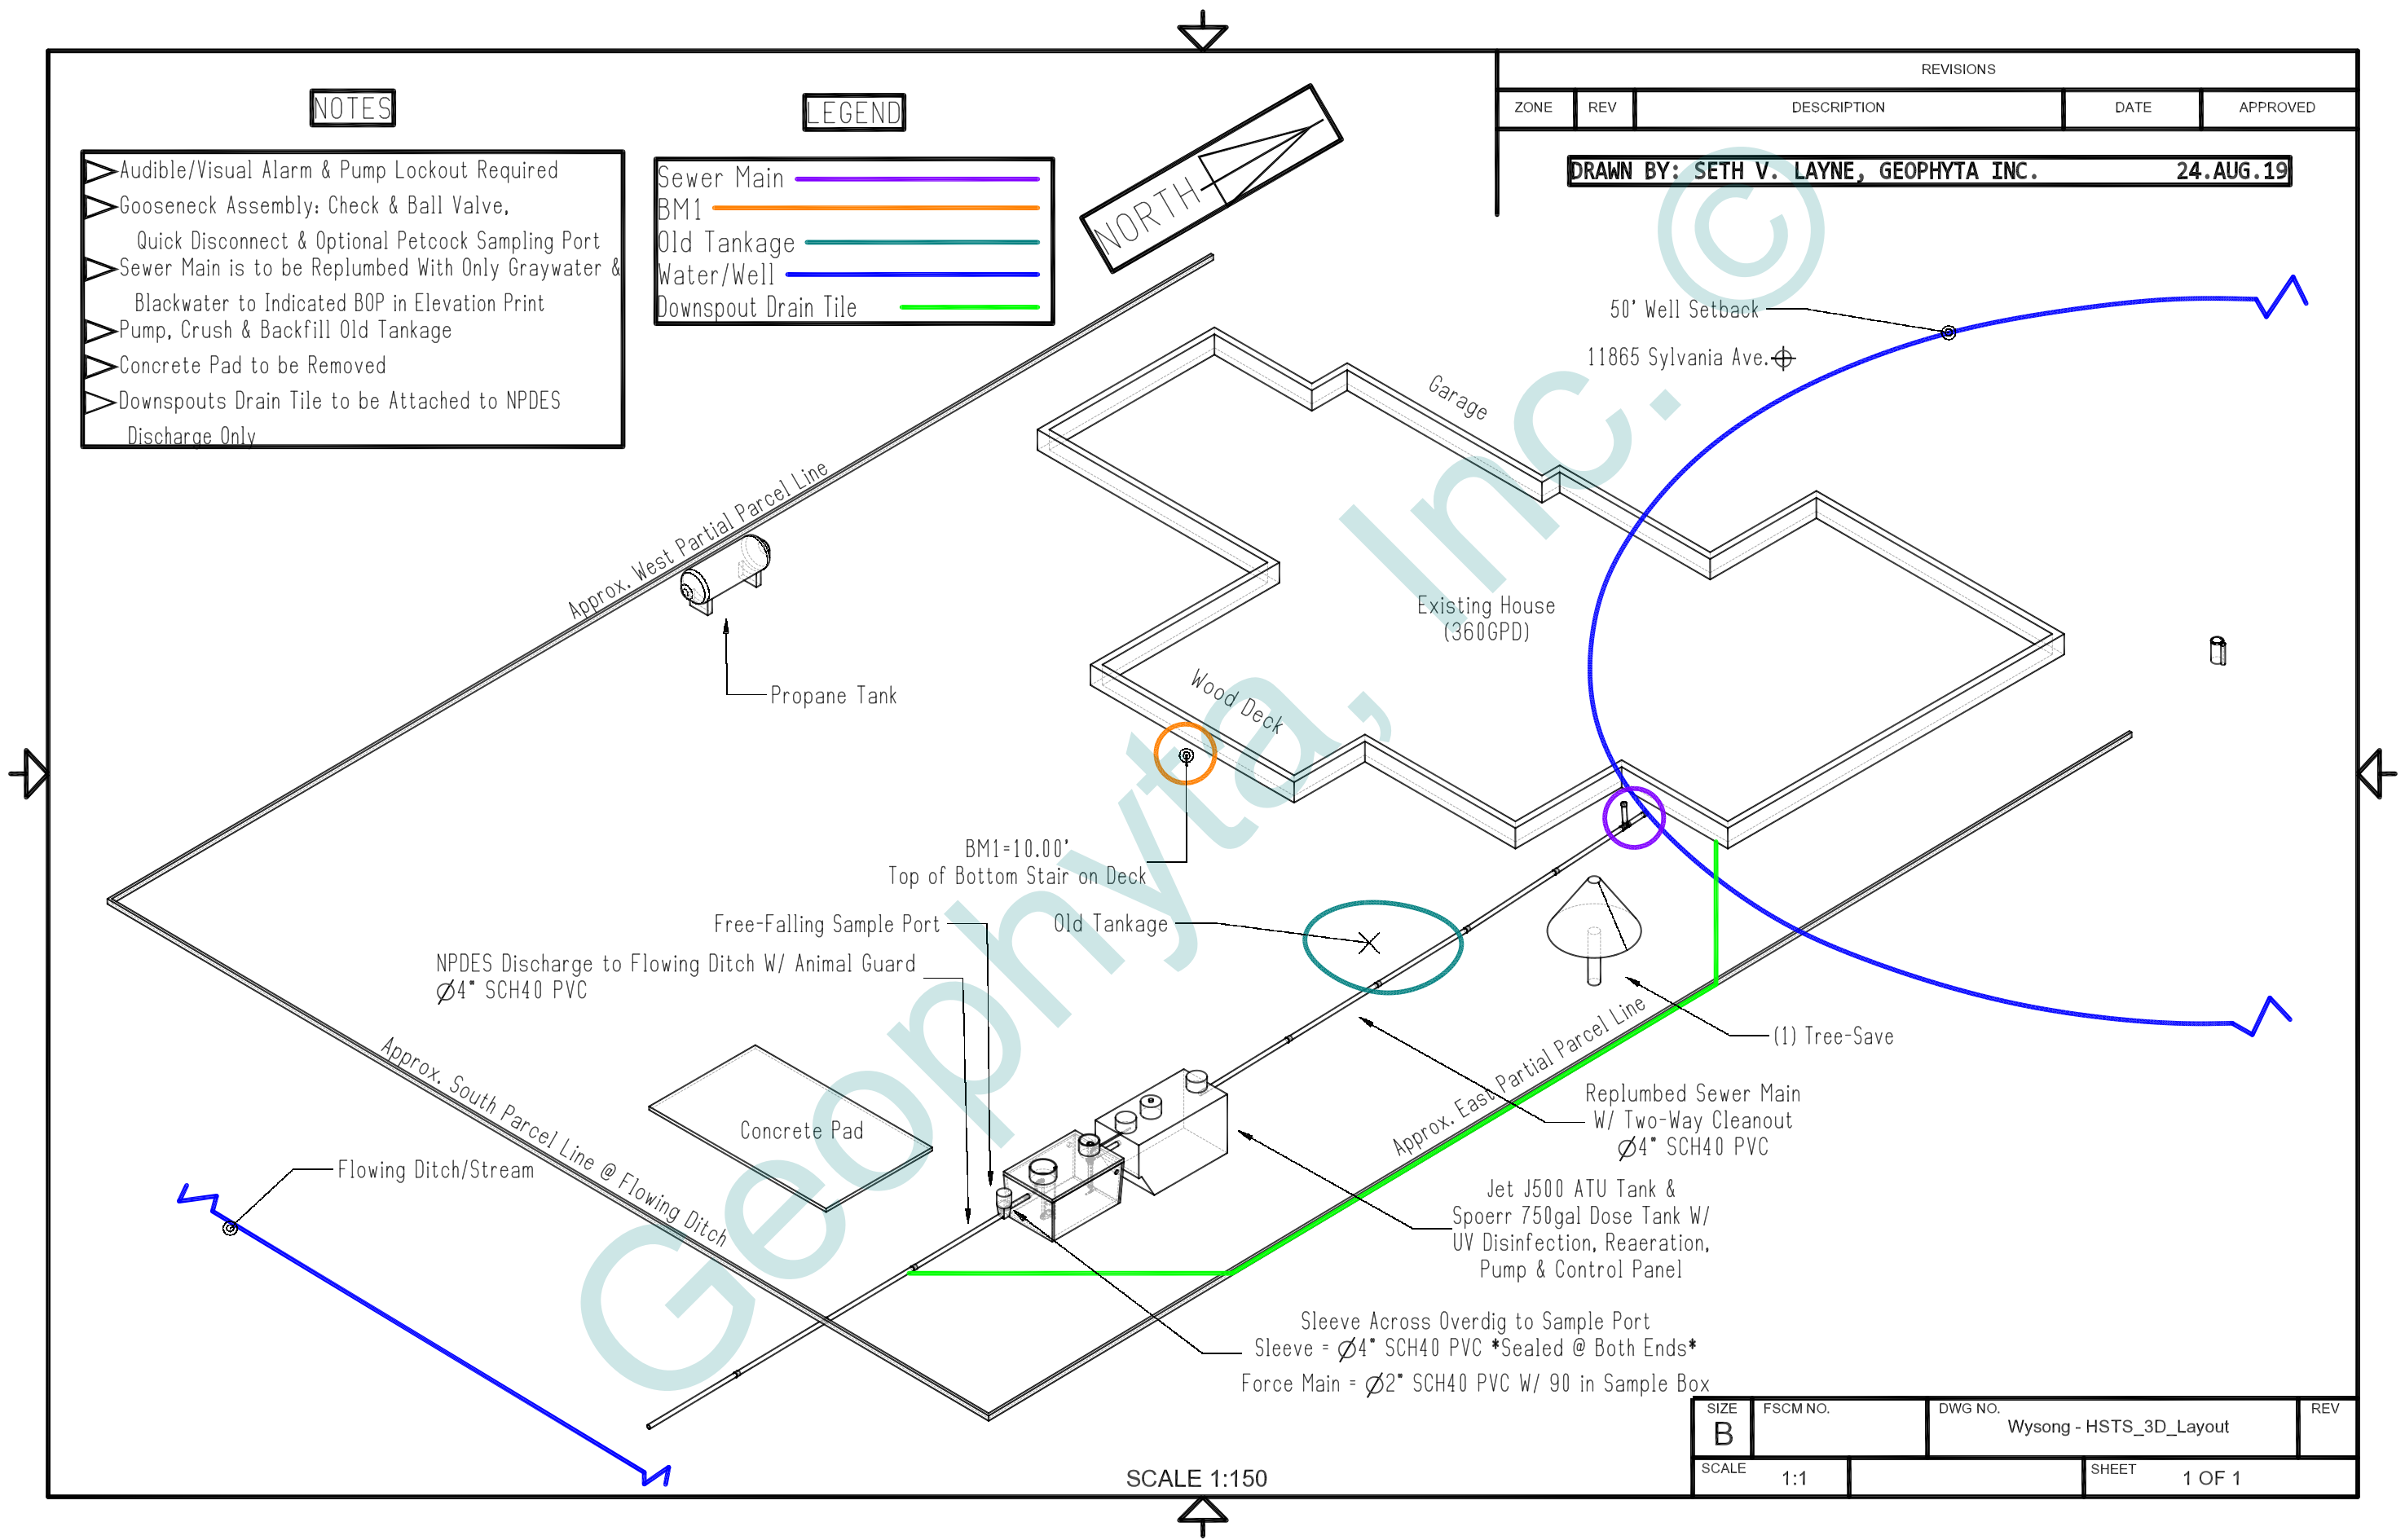 NOTES
Audible/Visual Alarm & Pump Lockout Required
Gooseneck Assembly: Check & Ball Valve,
Quick Disconnect & Optional Petcock Sampling Port
Sewer Main is to be Replumbed With Only Graywater &
Blackwater to Indicated BOP in Elevation Print
Pump, Crush & Backfill Old Tankage
Concrete Pad to be Removed
Downspouts Drain Tile to be Attached to NPDES
Discharge Only
LEGEND
Sewer Main
BM1
Old Tankage
Water/Well
Downspout Drain Tile
NORTH
REVISIONS
ZONE REV DESCRIPTION DATE APPROVED
DRAWN BY: SETH V. LAYNE, GEOPHYTA INC. 24.AUG.19
50' Well Setback
11865 Sylvania Ave.
Garage
Approx. West Partial Parcel Line
Existing House
(360GPD)
Propane Tank
Wood Deck
BM1=10.00'
Top of Bottom Stair on Deck
Free-Falling Sample Port
Old Tankage
NPDES Discharge to Flowing Ditch W/ Animal Guard
Ø4" SCH40 PVC
(1) Tree-Save
Approx. South Parcel Line @ Flowing Ditch
Approx. East Partial Parcel Line
Replumbed Sewer Main
W/ Two-Way Cleanout
Ø4" SCH40 PVC
Concrete Pad
Flowing Ditch/Stream
Jet J500 ATU Tank &
Spoerr 750gal Dose Tank W/
UV Disinfection, Reaeration,
Pump & Control Panel
Sleeve Across Overdig to Sample Port
Sleeve = Ø4" SCH40 PVC *Sealed @ Both Ends*
Force Main = Ø2" SCH40 PVC W/ 90 in Sample Box
Geophyta, Inc. ©
SCALE 1:150
SIZE FSCM NO. DWG NO. REV
B Wysong - HSTS_3D_Layout
SCALE 1:1 SHEET 1 OF 1